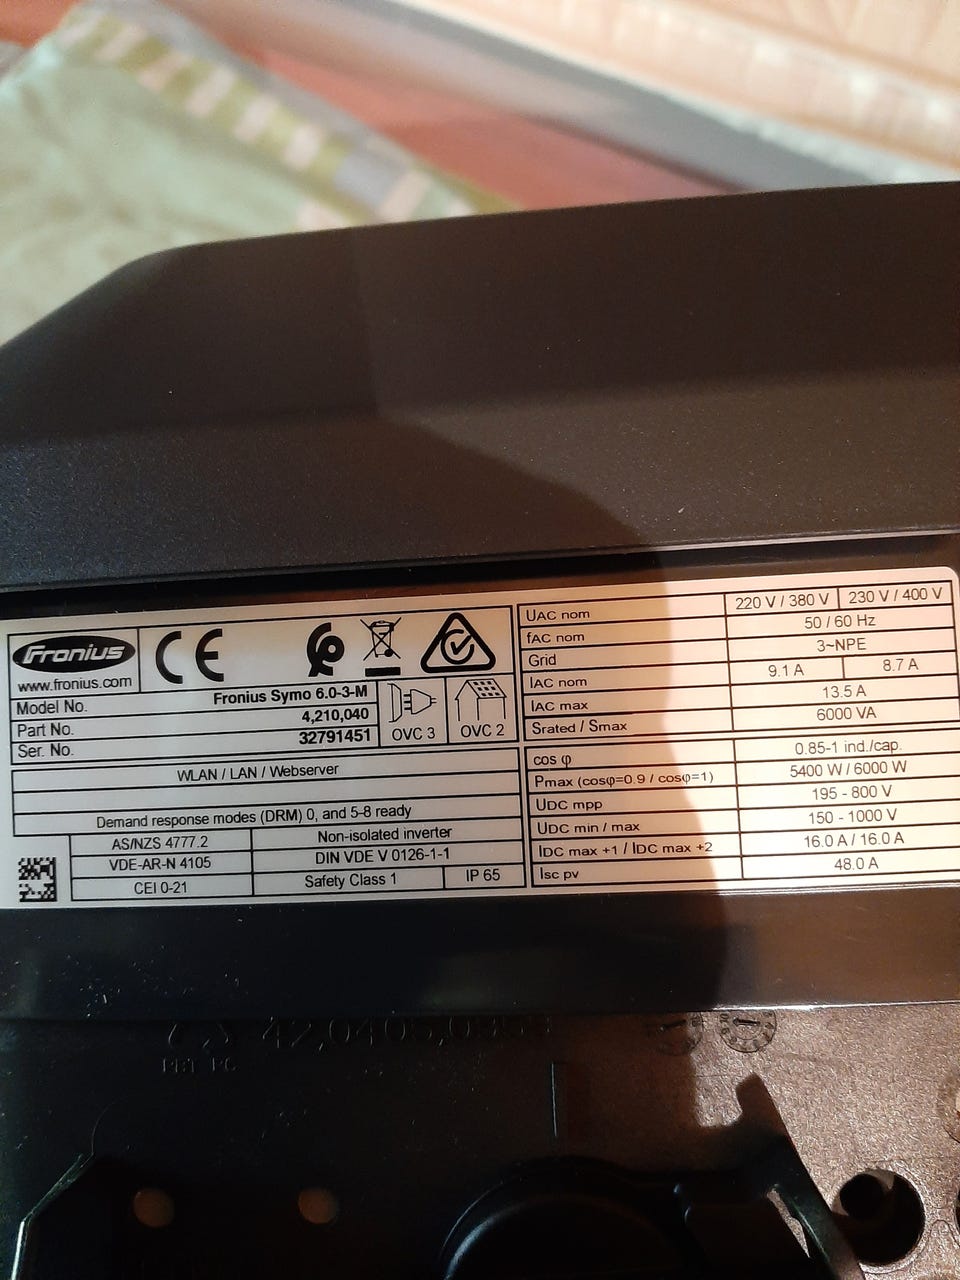 Fronius
www.fronius.com
CE
Model No. Fronius Symo 6.0-3-M
Part No. 4,210,040
Ser. No. 32791451
OVC 3
OVC 2
WLAN / LAN / Webserver
Demand response modes (DRM) 0, and 5-8 ready
AS/NZS 4777.2 Non-isolated inverter
VDE-AR-N 4105 DIN VDE V 0126-1-1
CEI 0-21 Safety Class 1 IP 65
UAC nom 220 V / 380 V 230 V / 400 V
fAC nom 50 / 60 Hz
Grid 3~NPE
IAC nom 9.1 A 8.7 A
IAC max 13.5 A
Srated / Smax 6000 VA
cos φ 0.85-1 ind./cap.
Pmax (cosφ=0.9 / cosφ=1) 5400 W / 6000 W
UDC mpp 195 - 800 V
UDC min / max 150 - 1000 V
IDC max +1 / IDC max +2 16.0 A / 16.0 A
Isc pv 48.0 A
PBT PC